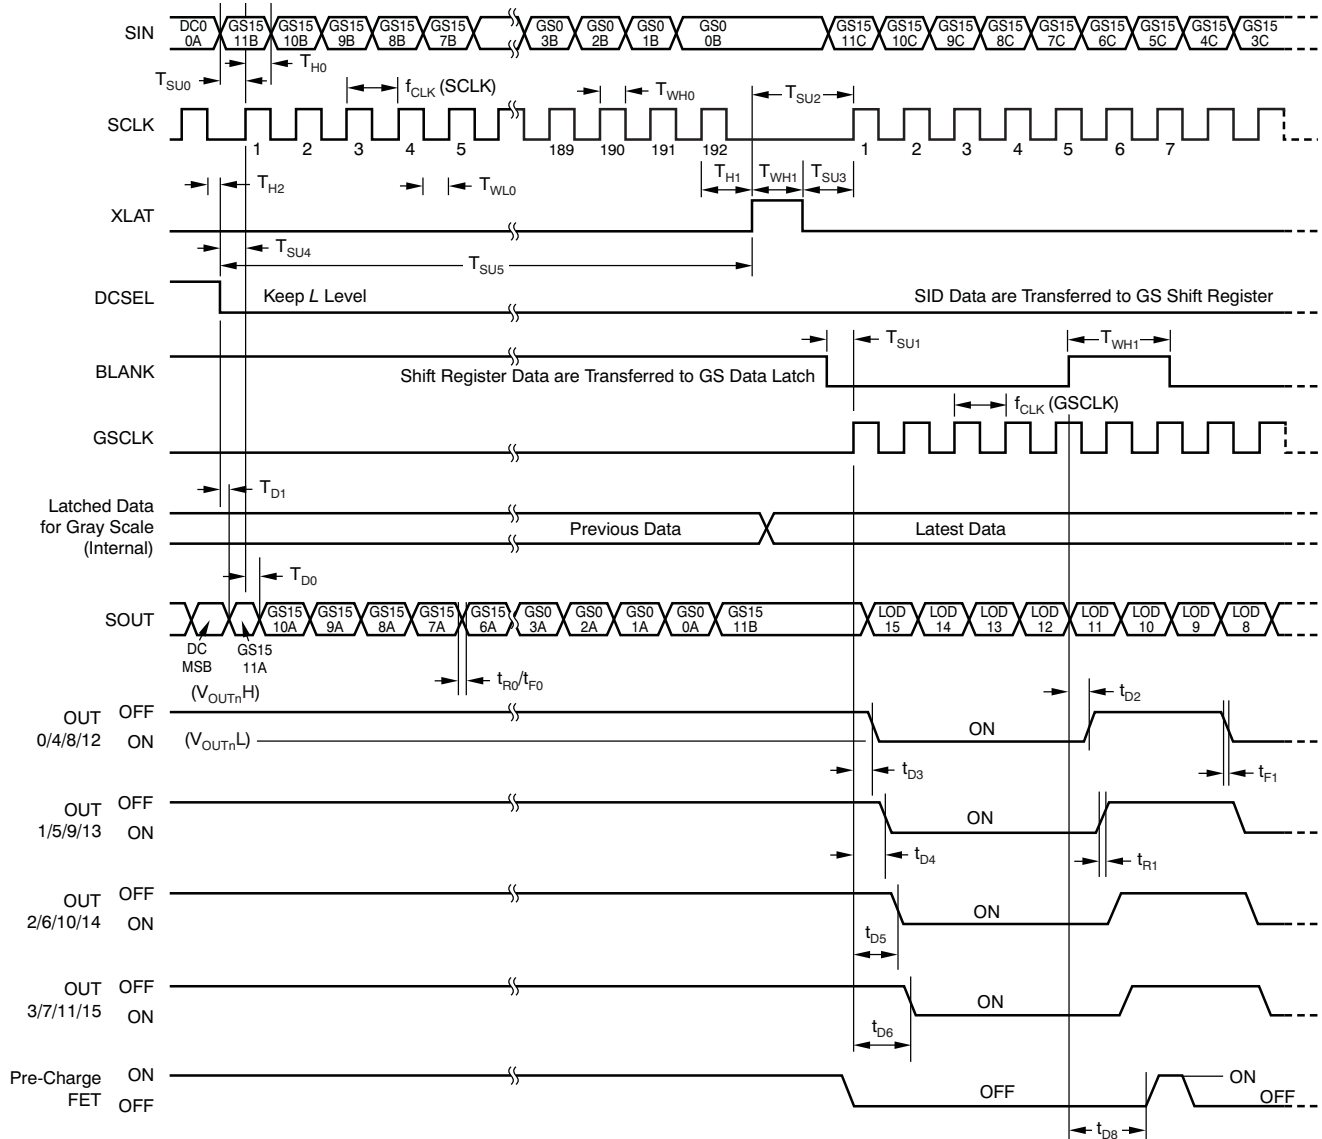 SIN
DC0 0A
GS15 11B
GS15 10B
GS15 9B
GS15 8B
GS15 7B
GS0 3B
GS0 2B
GS0 1B
GS0 0B
GS15 11C
GS15 10C
GS15 9C
GS15 8C
GS15 7C
GS15 6C
GS15 5C
GS15 4C
GS15 3C
TSU0
TH0
fCLK (SCLK)
TWH0
TSU2
SCLK
1 2 3 4 5 189 190 191 192 1 2 3 4 5 6 7
TH2
TWL0
TH1
TWH1
TSU3
XLAT
TSU4
TSU5
DCSEL
Keep L Level
SID Data are Transferred to GS Shift Register
TSU1
TWH1
BLANK
Shift Register Data are Transferred to GS Data Latch
fCLK (GSCLK)
GSCLK
TD1
Latched Data
for Gray Scale
(Internal)
Previous Data
Latest Data
TD0
SOUT
GS15 10A
GS15 9A
GS15 8A
GS15 7A
GS15 6A
GS0 3A
GS0 2A
GS0 1A
GS0 0A
GS15 11B
LOD 15
LOD 14
LOD 13
LOD 12
LOD 11
LOD 10
LOD 9
LOD 8
DC MSB
GS15 11A
tR0/tF0
(VOUTnH)
tD2
OUT 0/4/8/12
OFF
ON
(VOUTnL)
ON
tD3
tF1
OUT 1/5/9/13
OFF
ON
ON
tD4
tR1
OUT 2/6/10/14
OFF
ON
ON
tD5
OUT 3/7/11/15
OFF
ON
ON
tD6
Pre-Charge FET
ON
OFF
OFF
ON
OFF
tD8